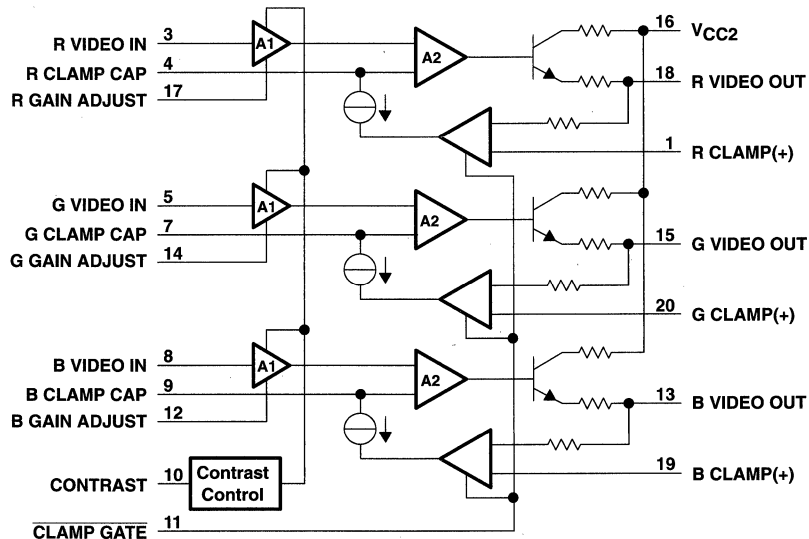 R VIDEO IN 3 A1 A2 16 VCC2
R CLAMP CAP 4 18 R VIDEO OUT
R GAIN ADJUST 17
1 R CLAMP(+)
G VIDEO IN 5 A1 A2
G CLAMP CAP 7 15 G VIDEO OUT
G GAIN ADJUST 14
20 G CLAMP(+)
B VIDEO IN 8 A1 A2
B CLAMP CAP 9 13 B VIDEO OUT
B GAIN ADJUST 12
19 B CLAMP(+)
CONTRAST 10 Contrast
Control
CLAMP GATE 11